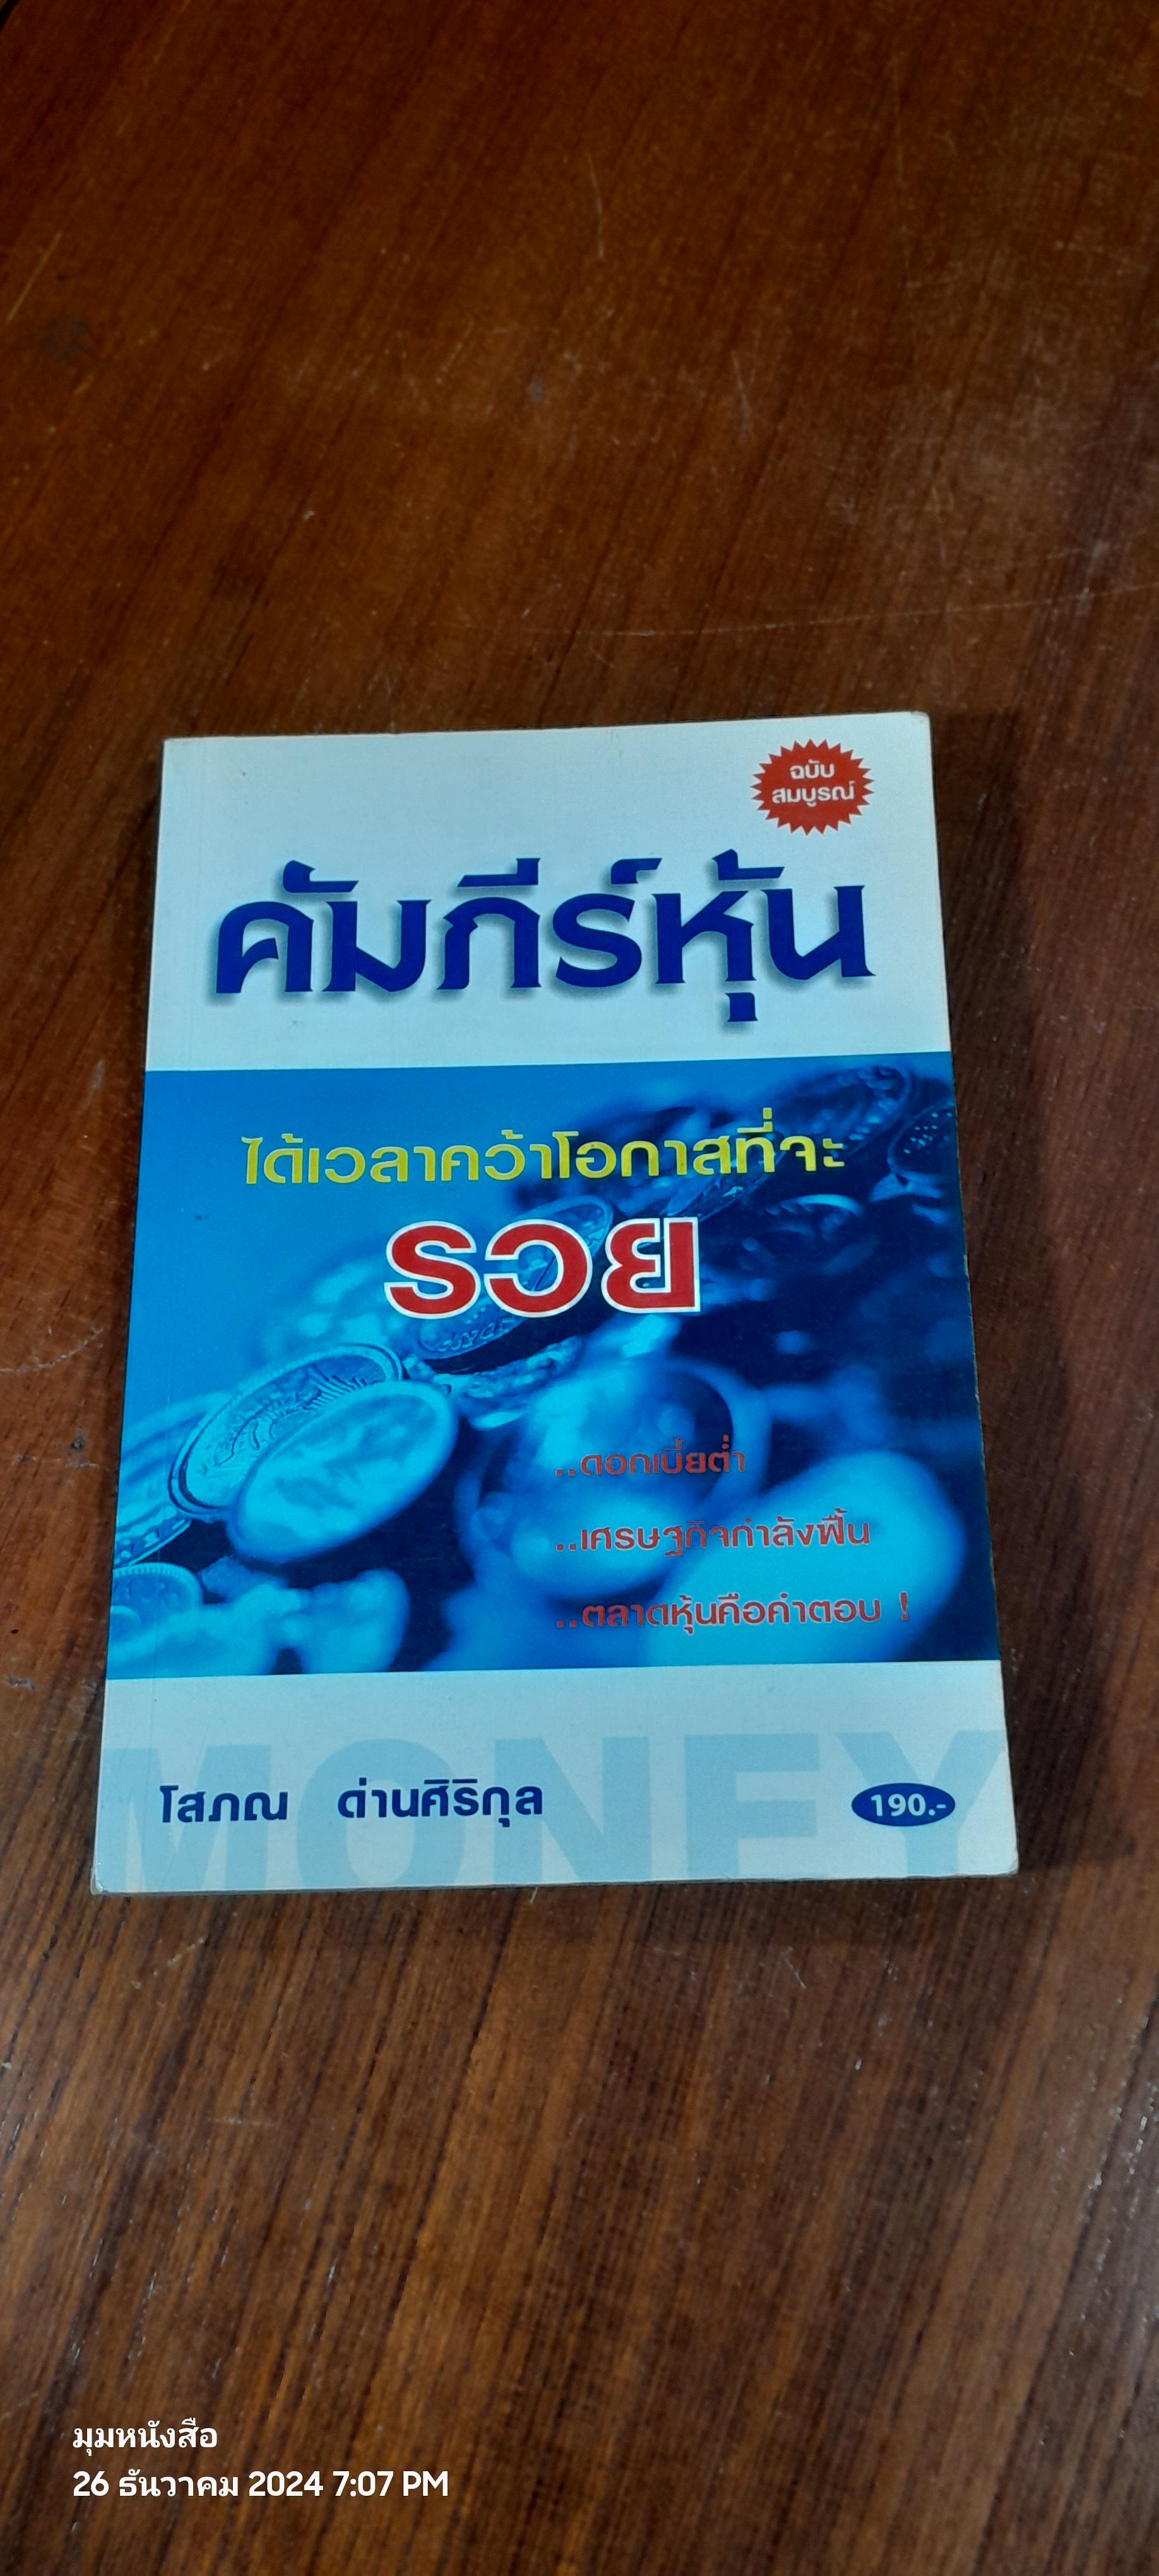 ฉบับ
สมบูรณ์
คัมภีร์หุ้น
ได้เวลาคว้าโอกาสที่จะ
รวย
..ดอกเบี้ยต่ำ
..เศรษฐกิจกำลังฟื้น
..ตลาดหุ้นคือคำตอบ !
MONEY
โสภณ ด่านศิริกุล
190.-
มุมหนังสือ
26 ธันวาคม 2024 7:07 PM